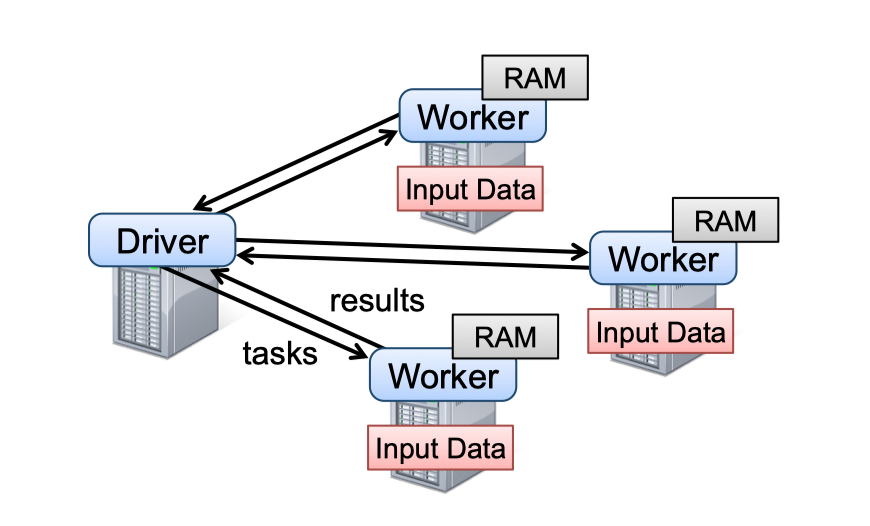 RAM
Worker
Input Data
RAM
Driver
Worker
results
Input Data
tasks
RAM
Worker
Input Data